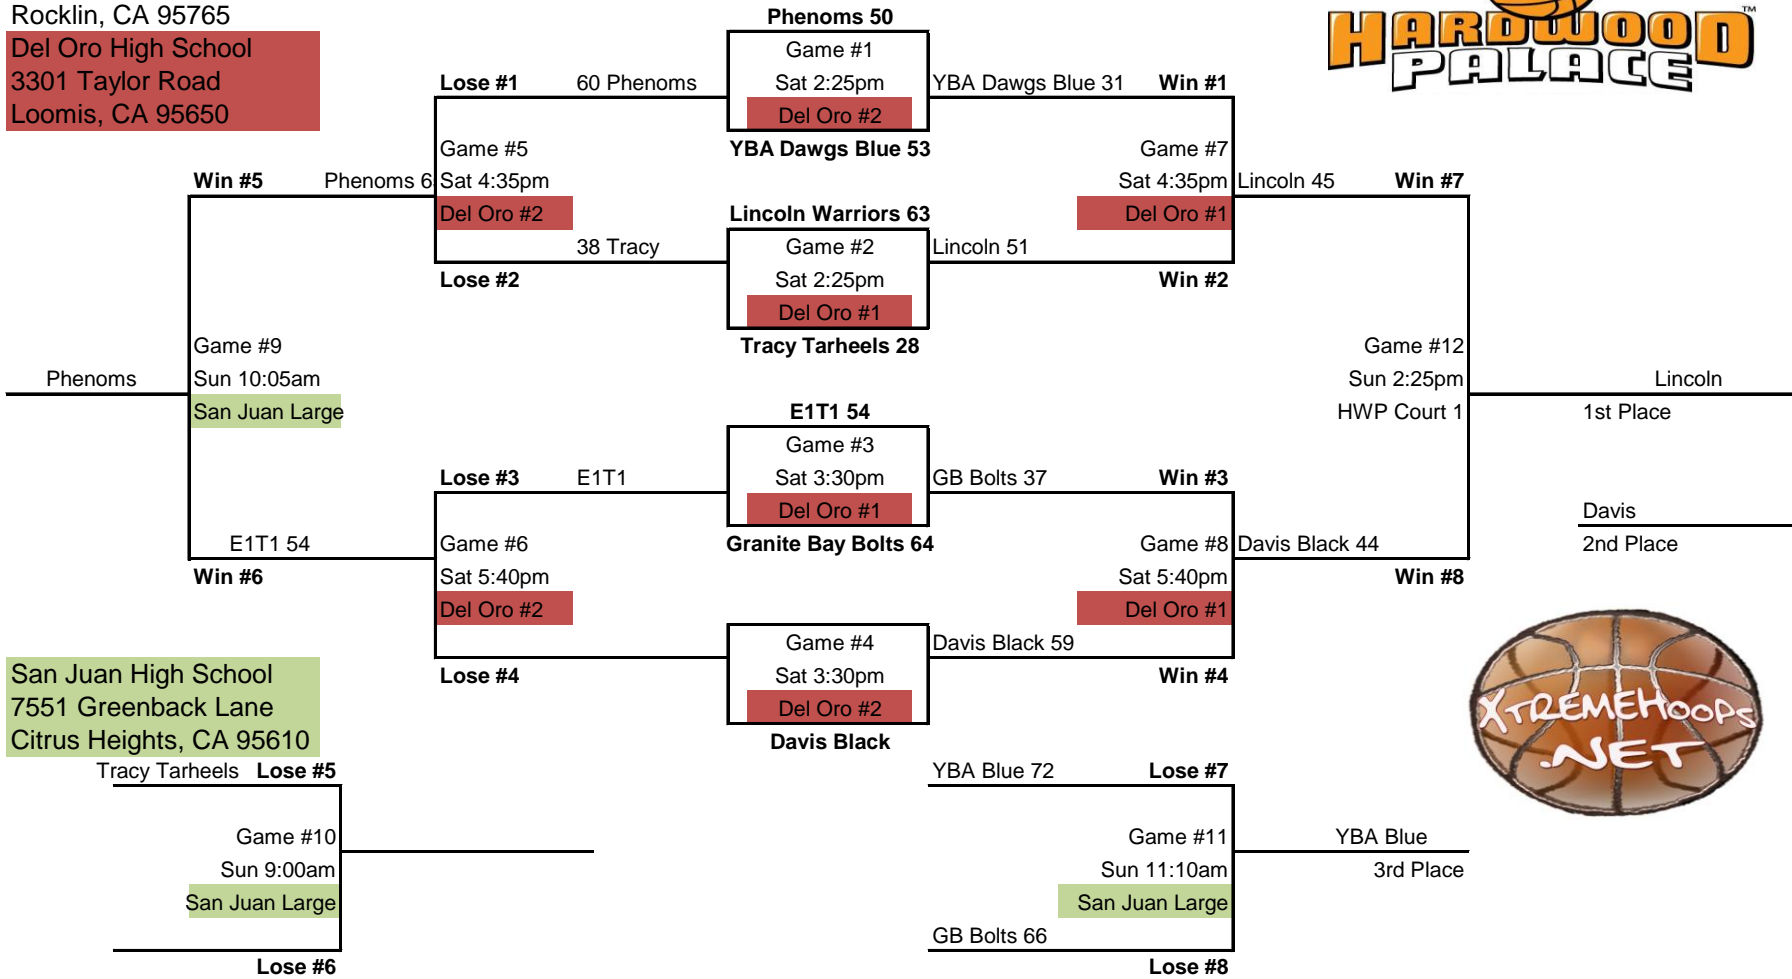 Rocklin, CA 95765
Del Oro High School
3301 Taylor Road
Loomis, CA 95650
HARDWOOD
PALACE
TM
Phenoms 50
Game #1
Sat 2:25pm
Del Oro #2
YBA Dawgs Blue 53
Lose #1
60 Phenoms
YBA Dawgs Blue 31
Win #1
Game #5
Sat 4:35pm
Del Oro #2
Game #7
Sat 4:35pm
Del Oro #1
Win #5
Phenoms 6
Lincoln 45
Win #7
Lincoln Warriors 63
Game #2
Sat 2:25pm
Del Oro #1
Tracy Tarheels 28
38 Tracy
Lose #2
Lincoln 51
Win #2
Game #9
Sun 10:05am
San Juan Large
Phenoms
Game #12
Sun 2:25pm
HWP Court 1
Lincoln
1st Place
E1T1 54
Game #3
Sat 3:30pm
Del Oro #1
Granite Bay Bolts 64
Lose #3
E1T1
GB Bolts 37
Win #3
Davis
2nd Place
E1T1 54
Win #6
Game #6
Sat 5:40pm
Del Oro #2
Game #8
Sat 5:40pm
Del Oro #1
Davis Black 44
Win #8
Game #4
Sat 3:30pm
Del Oro #2
Davis Black
Lose #4
Davis Black 59
Win #4
San Juan High School
7551 Greenback Lane
Citrus Heights, CA 95610
XTREMEHOOPS
.NET
Tracy Tarheels
Lose #5
Game #10
Sun 9:00am
San Juan Large
Lose #6
YBA Blue 72
Lose #7
Game #11
Sun 11:10am
San Juan Large
YBA Blue
3rd Place
GB Bolts 66
Lose #8